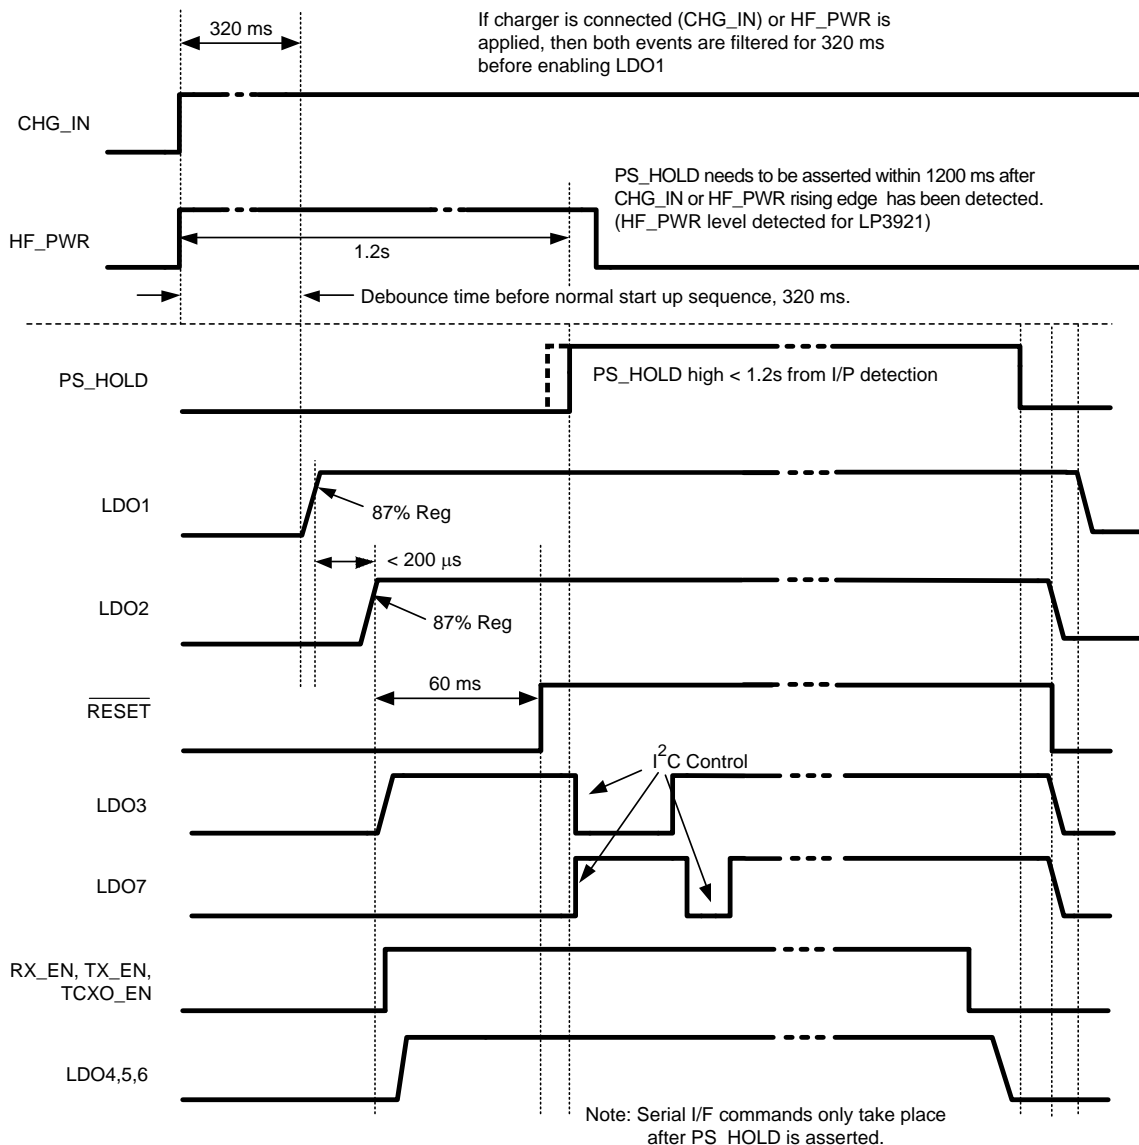 320 ms
If charger is connected (CHG_IN) or HF_PWR is
applied, then both events are filtered for 320 ms
before enabling LDO1
CHG_IN
PS_HOLD needs to be asserted within 1200 ms after
CHG_IN or HF_PWR rising edge has been detected.
(HF_PWR level detected for LP3921)
HF_PWR
1.2s
Debounce time before normal start up sequence, 320 ms.
PS_HOLD
PS_HOLD high < 1.2s from I/P detection
LDO1
87% Reg
< 200 μs
LDO2
87% Reg
60 ms
RESET
I2C Control
LDO3
LDO7
RX_EN, TX_EN,
TCXO_EN
LDO4,5,6
Note: Serial I/F commands only take place
after PS_HOLD is asserted.